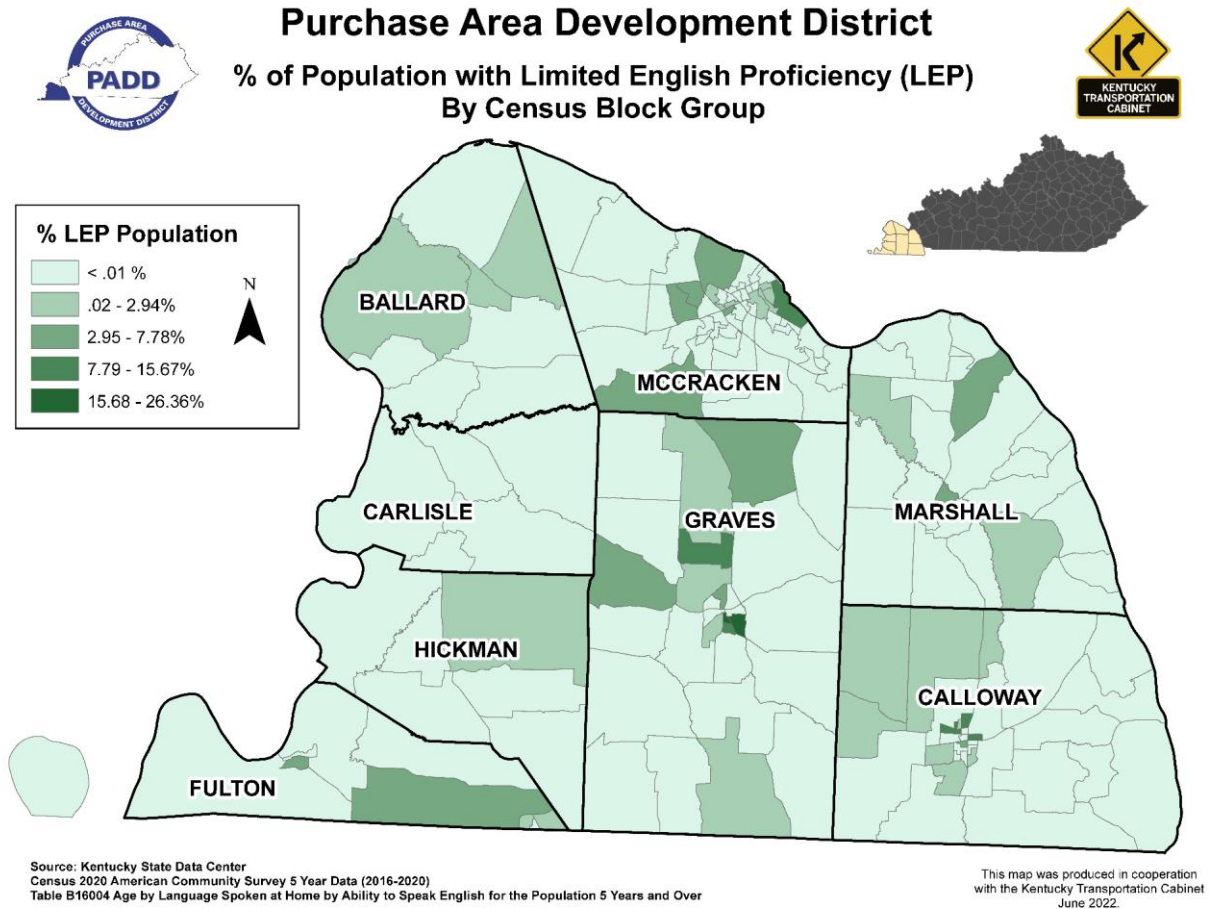 Purchase Area Development District
% of Population with Limited English Proficiency (LEP)
By Census Block Group
PURCHASE AREA
PADD
DEVELOPMENT DISTRICT
KENTUCKY
TRANSPORTATION
CABINET
% LEP Population
< .01 %
.02 - 2.94%
2.95 - 7.78%
7.79 - 15.67%
15.68 - 26.36%
N
BALLARD
MCCRACKEN
CARLISLE
GRAVES
MARSHALL
HICKMAN
CALLOWAY
FULTON
Source: Kentucky State Data Center
Census 2020 American Community Survey 5 Year Data (2016-2020)
Table B16004 Age by Language Spoken at Home by Ability to Speak English for the Population 5 Years and Over
This map was produced in cooperation
with the Kentucky Transportation Cabinet
June 2022.